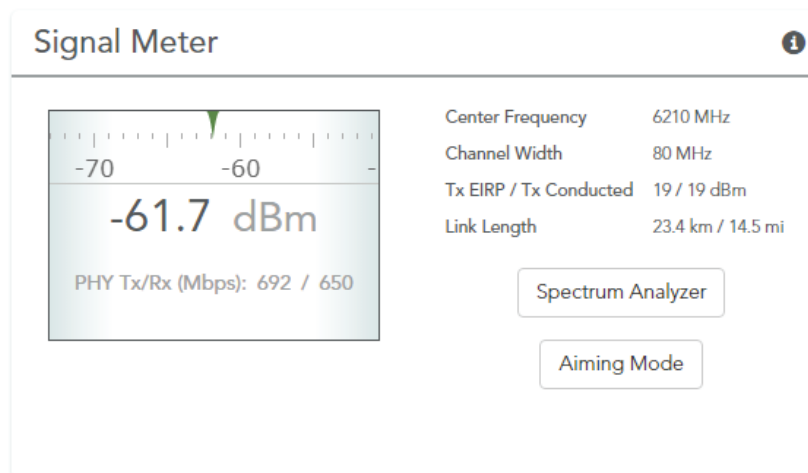 Signal Meter
-70 -60 -
-61.7 dBm
PHY Tx/Rx (Mbps): 692 / 650
Center Frequency 6210 MHz
Channel Width 80 MHz
Tx EIRP / Tx Conducted 19 / 19 dBm
Link Length 23.4 km / 14.5 mi
Spectrum Analyzer
Aiming Mode